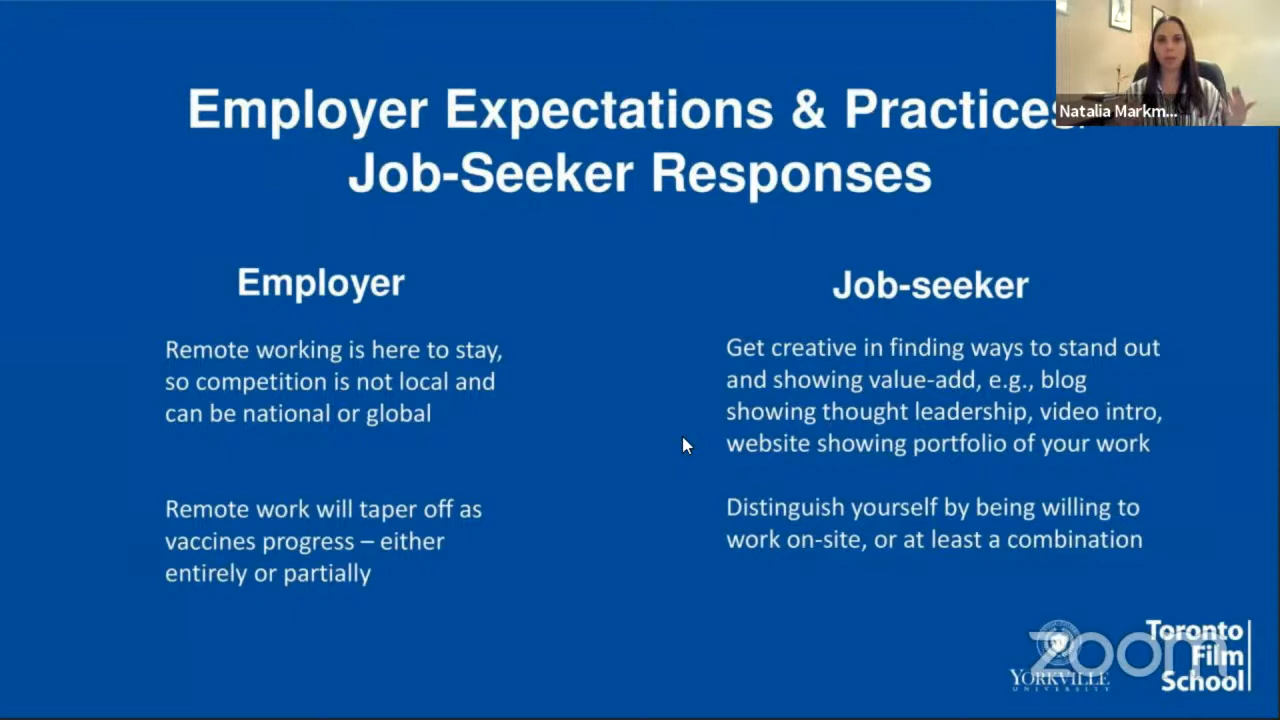 Employer Expectations & Practices
Job-Seeker Responses
Natalia Markm...
Employer
Job-seeker
Remote working is here to stay,
so competition is not local and
can be national or global
Get creative in finding ways to stand out
and showing value-add, e.g., blog
showing thought leadership, video intro,
website showing portfolio of your work
Remote work will taper off as
vaccines progress – either
entirely or partially
Distinguish yourself by being willing to
work on-site, or at least a combination
YORKVILLE
UNIVERSITY
zoom
Toronto
Film
School